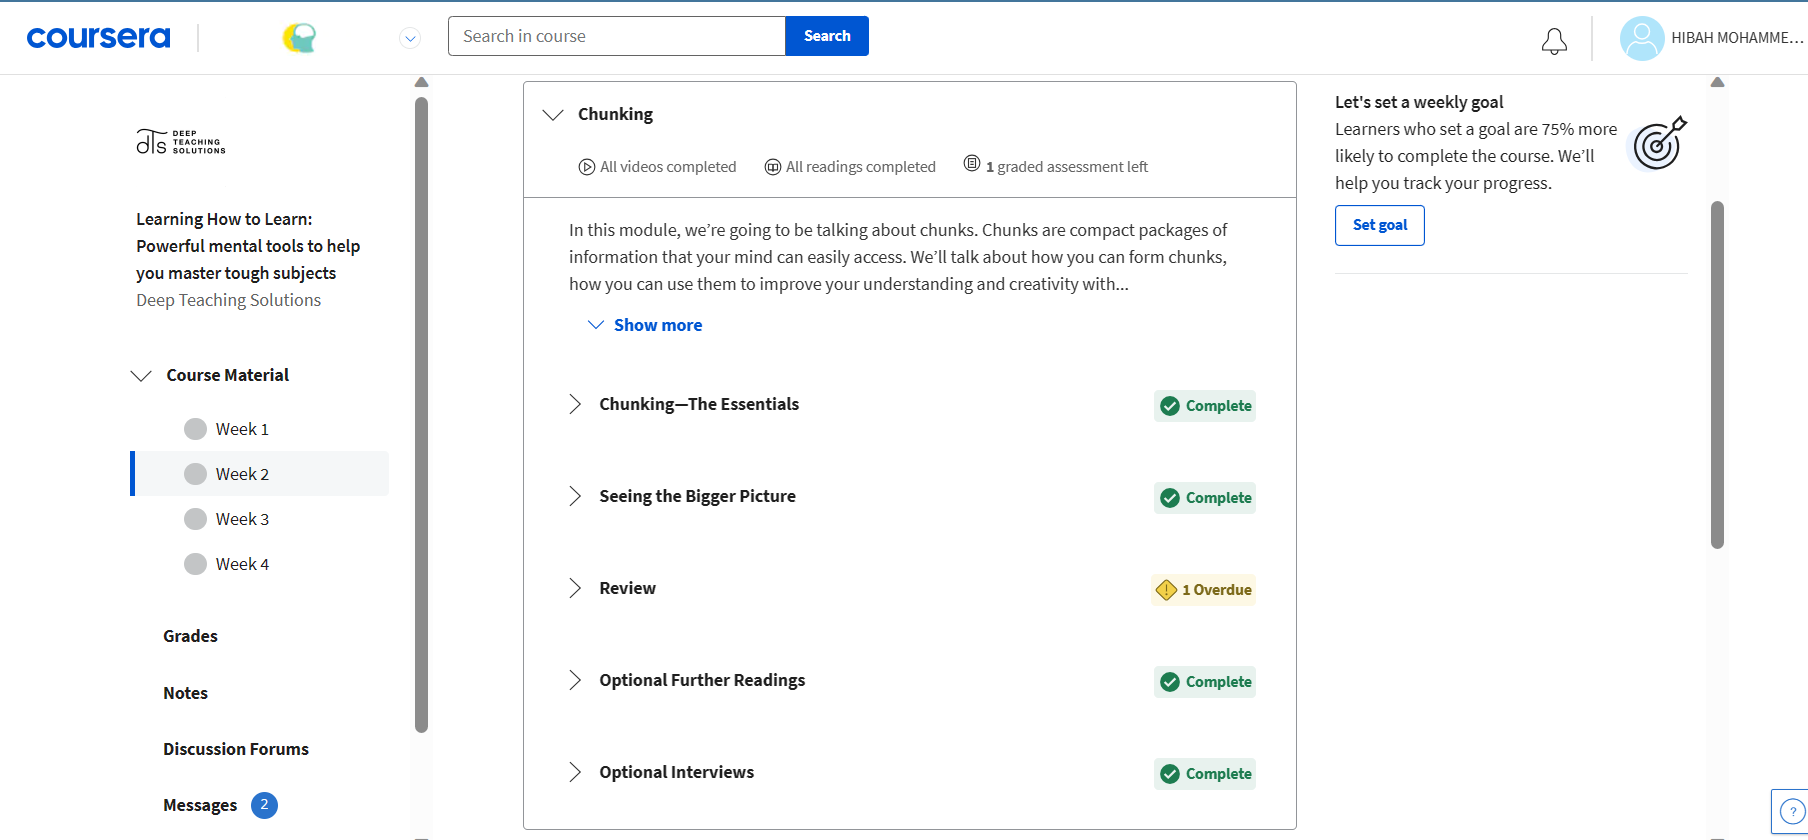 coursera
Search in course
Search
HIBAH MOHAMME...
dTs DEEP
TEACHING
SOLUTIONS
Learning How to Learn:
Powerful mental tools to help
you master tough subjects
Deep Teaching Solutions
Course Material
Week 1
Week 2
Week 3
Week 4
Grades
Notes
Discussion Forums
Messages 2
Chunking
All videos completed
All readings completed
1 graded assessment left
In this module, we’re going to be talking about chunks. Chunks are compact packages of
information that your mind can easily access. We’ll talk about how you can form chunks,
how you can use them to improve your understanding and creativity with...
Show more
Chunking—The Essentials
Complete
Seeing the Bigger Picture
Complete
Review
! 1 Overdue
Optional Further Readings
Complete
Optional Interviews
Complete
Let's set a weekly goal
Learners who set a goal are 75% more
likely to complete the course. We’ll
help you track your progress.
Set goal
?